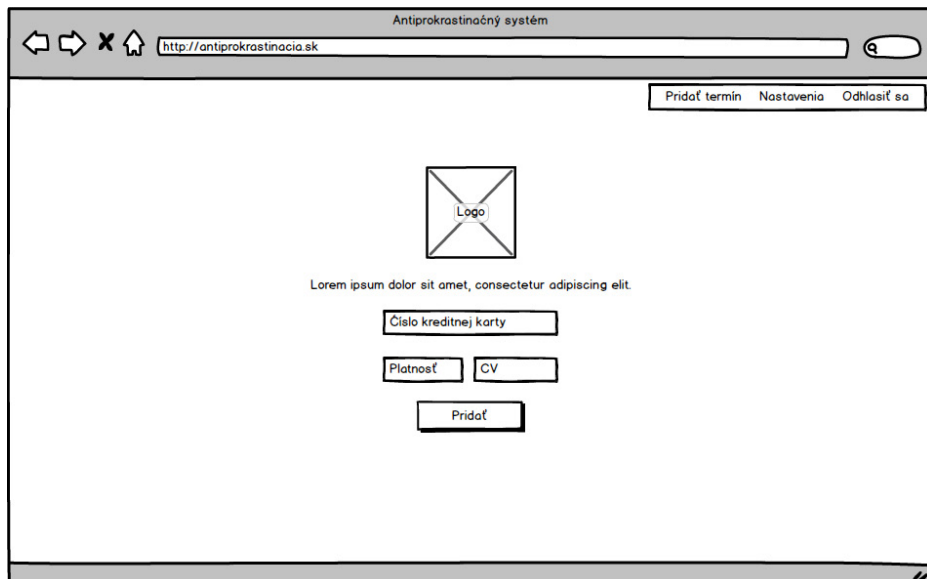 Antiprokrastinačný systém
http://antiprokrastinacia.sk
Pridať termín Nastavenia Odhlasiť sa
Logo
Lorem ipsum dolor sit amet, consectetur adipiscing elit.
Číslo kreditnej karty
Platnosť CV
Pridať